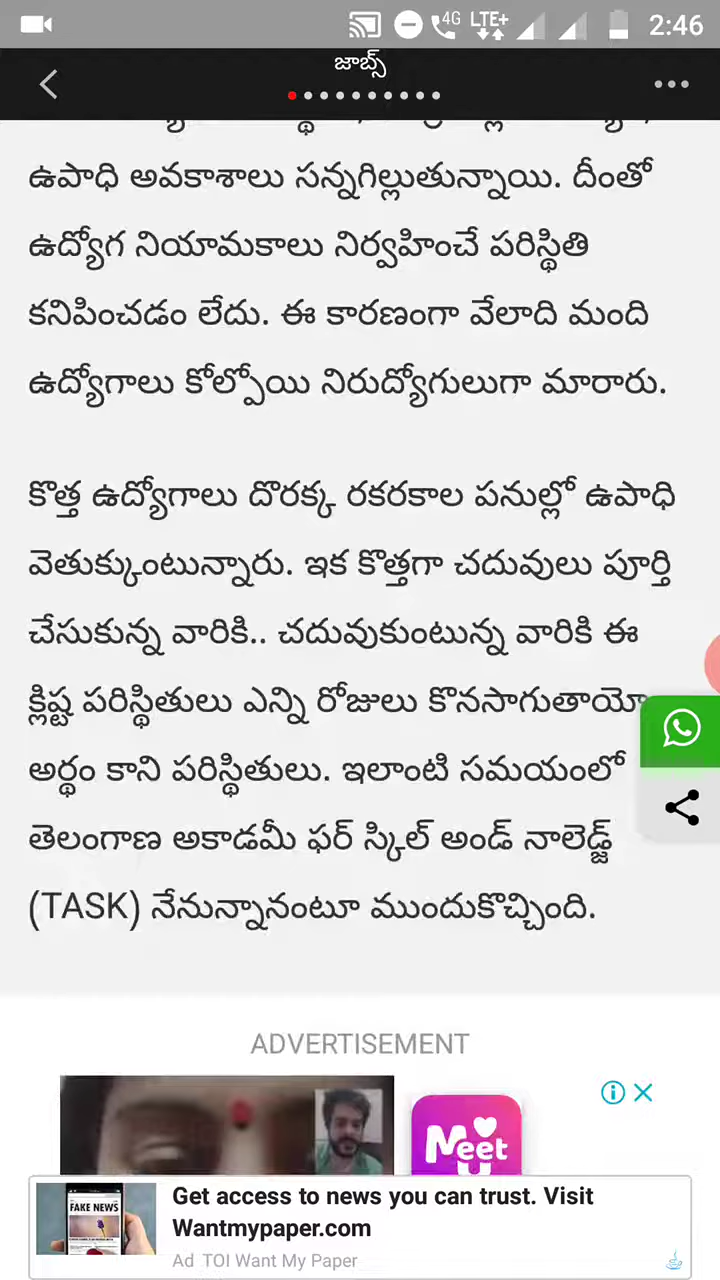 4G LTE+ 2:46
జాబ్స్
ఉపాధి అవకాశాలు సన్నగిల్లుతున్నాయి. దీంతో
ఉద్యోగ నియామకాలు నిర్వహించే పరిస్థితి
కనిపించడం లేదు. ఈ కారణంగా వేలాది మంది
ఉద్యోగాలు కోల్పోయి నిరుద్యోగులుగా మారారు.
కొత్త ఉద్యోగాలు దొరక్క రకరకాల పనుల్లో ఉపాధి
వెతుక్కుంటున్నారు. ఇక కొత్తగా చదువులు పూర్తి
చేసుకున్న వారికి.. చదువుకుంటున్న వారికి ఈ
క్లిష్ట పరిస్థితులు ఎన్ని రోజులు కొనసాగుతాయో
అర్థం కాని పరిస్థితులు. ఇలాంటి సమయంలో
తెలంగాణ అకాడమీ ఫర్ స్కిల్ అండ్ నాలెడ్జ్
(TASK) నేనున్నానంటూ ముందుకొచ్చింది.
ADVERTISEMENT
Meet
FAKE NEWS
Get access to news you can trust. Visit
Wantmypaper.com
Ad TOI Want My Paper